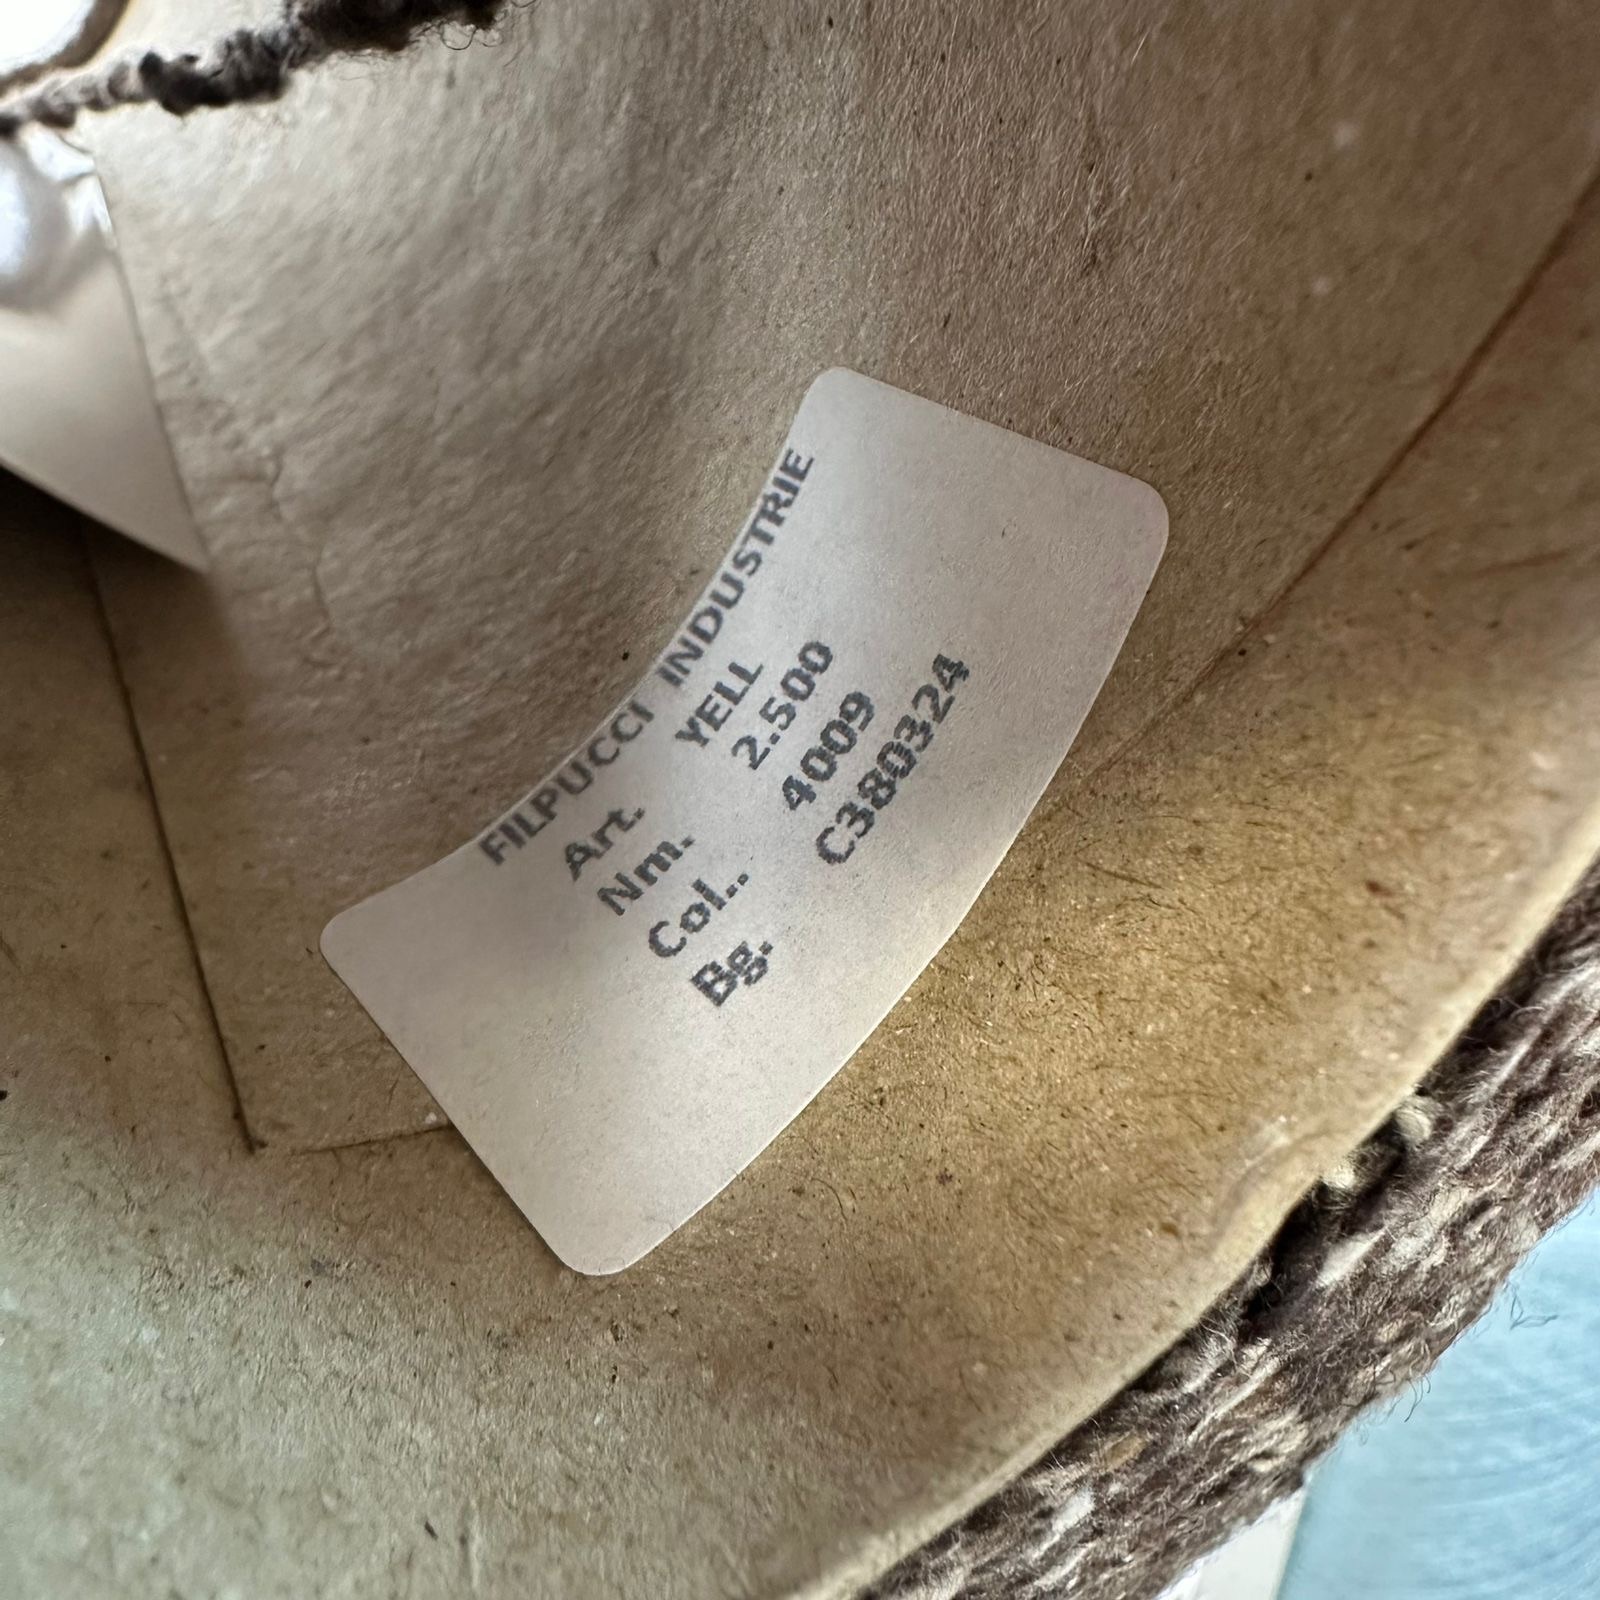 FILPUCCI INDUSTRIE
Art. YELL
Nm. 2.500
Col.. 4009
Bg. C380324